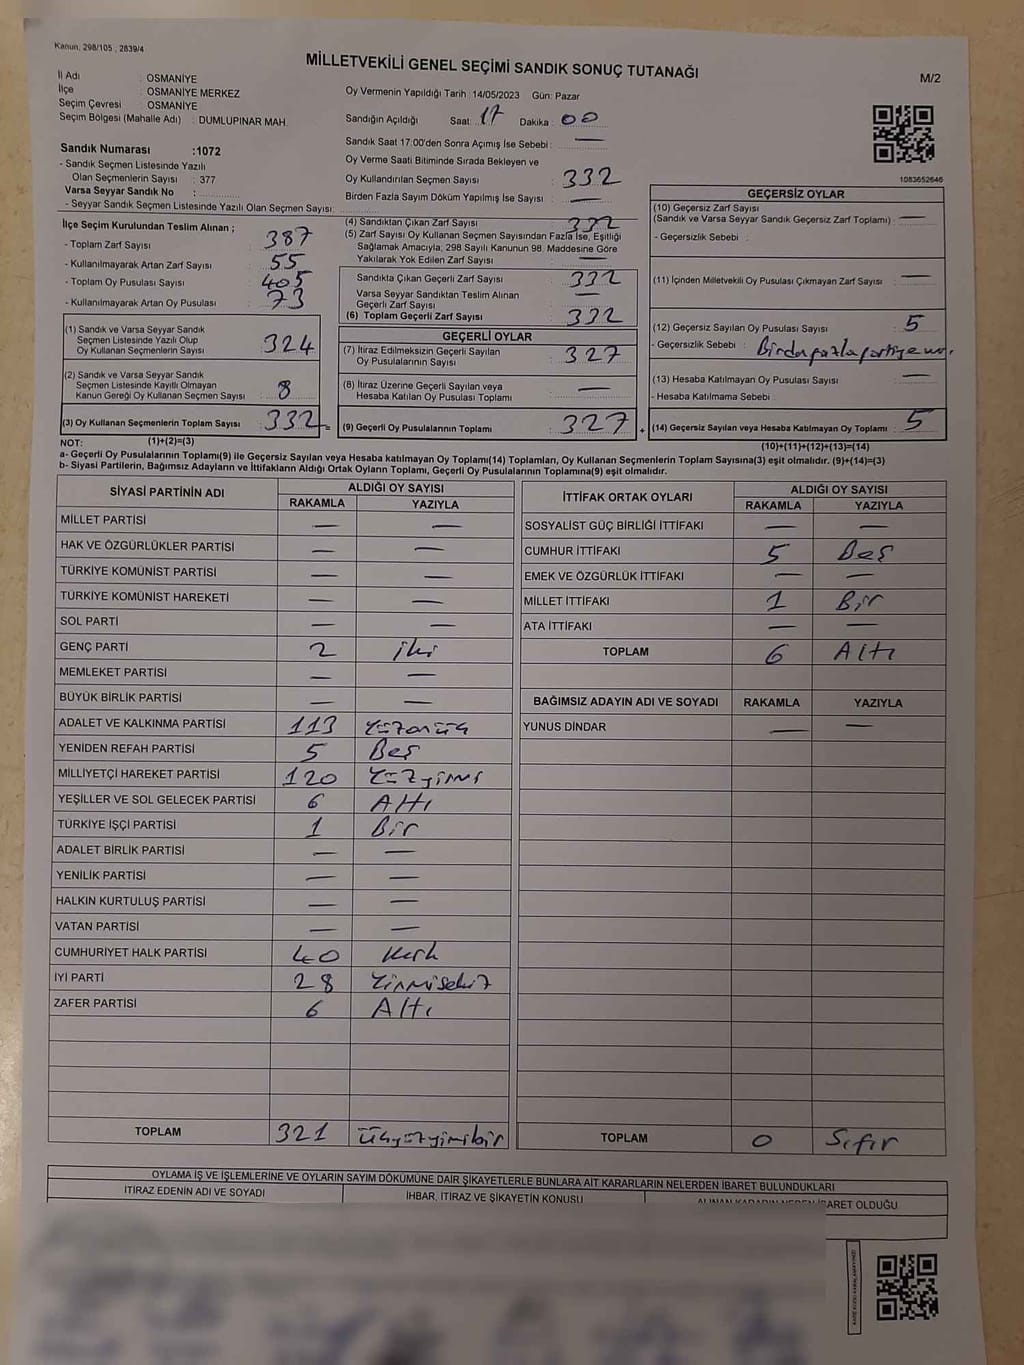 Kanun, 298/105 , 2839/4
MİLLETVEKİLİ GENEL SEÇİMİ SANDIK SONUÇ TUTANAĞI
M/2
İl Adı : OSMANİYE
İlçe : OSMANİYE MERKEZ
Seçim Çevresi : OSMANİYE
Seçim Bölgesi (Mahalle Adı) : DUMLUPINAR MAH.
Oy Vermenin Yapıldığı Tarih : 14/05/2023 Gün: Pazar
Sandığın Açıldığı Saat: 17 Dakika : 00
Sandık Saat 17:00'den Sonra Açılmış İse Sebebi : —
Oy Verme Saati Bitiminde Sırada Bekleyen ve
Oy Kullandırılan Seçmen Sayısı : 332
Birden Fazla Sayım Döküm Yapılmış İse Sayısı : —
Sandık Numarası :1072
- Sandık Seçmen Listesinde Yazılı
Olan Seçmenlerin Sayısı : 377
Varsa Seyyar Sandık No :
- Seyyar Sandık Seçmen Listesinde Yazılı Olan Seçmen Sayısı:
İlçe Seçim Kurulundan Teslim Alınan ;
- Toplam Zarf Sayısı : 387
- Kullanılmayarak Artan Zarf Sayısı : 55
- Toplam Oy Pusulası Sayısı : 405
- Kullanılmayarak Artan Oy Pusulası : 73
(1) Sandık ve Varsa Seyyar Sandık
Seçmen Listesinde Yazılı Olup
Oy Kullanan Seçmenlerin Sayısı : 324
(2) Sandık ve Varsa Seyyar Sandık
Seçmen Listesinde Kayıtlı Olmayan
Kanun Gereği Oy Kullanan Seçmen Sayısı : 8
(3) Oy Kullanan Seçmenlerin Toplam Sayısı : 332 =
(4) Sandıktan Çıkan Zarf Sayısı : 332
(5) Zarf Sayısı Oy Kullanan Seçmen Sayısından Fazla İse, Eşitliği
Sağlamak Amacıyla; 298 Sayılı Kanunun 98. Maddesine Göre
Yakılarak Yok Edilen Zarf Sayısı : —
Sandıkta Çıkan Geçerli Zarf Sayısı : 332
Varsa Seyyar Sandıktan Teslim Alınan
Geçerli Zarf Sayısı : —
(6) Toplam Geçerli Zarf Sayısı : 332
GEÇERLİ OYLAR
(7) İtiraz Edilmeksizin Geçerli Sayılan
Oy Pusulalarının Sayısı : 327
(8) İtiraz Üzerine Geçerli Sayılan veya
Hesaba Katılan Oy Pusulası Toplamı : —
(9) Geçerli Oy Pusulalarının Toplamı : 327 +
1083652646
GEÇERSİZ OYLAR
(10) Geçersiz Zarf Sayısı
(Sandık ve Varsa Seyyar Sandık Geçersiz Zarf Toplamı) : —
- Geçersizlik Sebebi :
(11) İçinden Milletvekili Oy Pusulası Çıkmayan Zarf Sayısı : —
(12) Geçersiz Sayılan Oy Pusulası Sayısı : 5
- Geçersizlik Sebebi : Birden fazla partiye
(13) Hesaba Katılmayan Oy Pusulası Sayısı : —
- Hesaba Katılmama Sebebi :
(14) Geçersiz Sayılan veya Hesaba Katılmayan Oy Toplamı : 5
NOT: (1)+(2)=(3)
(10)+(11)+(12)+(13)=(14)
a- Geçerli Oy Pusulalarının Toplamı(9) ile Geçersiz Sayılan veya Hesaba katılmayan Oy Toplamı(14) Toplamları, Oy Kullanan Seçmenlerin Toplam Sayısına(3) eşit olmalıdır. (9)+(14)=(3)
b- Siyasi Partilerin, Bağımsız Adayların ve İttifakların Aldığı Ortak Oyların Toplamı, Geçerli Oy Pusulalarının Toplamına(9) eşit olmalıdır.
SİYASİ PARTİNİN ADI ALDIĞI OY SAYISI
RAKAMLA YAZIYLA
MİLLET PARTİSİ — —
HAK VE ÖZGÜRLÜKLER PARTİSİ — —
TÜRKİYE KOMÜNİST PARTİSİ — —
TÜRKİYE KOMÜNİST HAREKETİ — —
SOL PARTİ — —
GENÇ PARTİ 2 iki
MEMLEKET PARTİSİ — —
BÜYÜK BİRLİK PARTİSİ — —
ADALET VE KALKINMA PARTİSİ 113 Yüzonüç
YENİDEN REFAH PARTİSİ 5 Beş
MİLLİYETÇİ HAREKET PARTİSİ 120 Yüzyirmi
YEŞİLLER VE SOL GELECEK PARTİSİ 6 Altı
TÜRKİYE İŞÇİ PARTİSİ 1 Bir
ADALET BİRLİK PARTİSİ — —
YENİLİK PARTİSİ — —
HALKIN KURTULUŞ PARTİSİ — —
VATAN PARTİSİ — —
CUMHURİYET HALK PARTİSİ 40 Kırk
İYİ PARTİ 28 Yirmisekiz
ZAFER PARTİSİ 6 Altı
TOPLAM 321 Üçyüzyirmibir
İTTİFAK ORTAK OYLARI ALDIĞI OY SAYISI
RAKAMLA YAZIYLA
SOSYALİST GÜÇ BİRLİĞİ İTTİFAKI — —
CUMHUR İTTİFAKI 5 Beş
EMEK VE ÖZGÜRLÜK İTTİFAKI — —
MİLLET İTTİFAKI 1 Bir
ATA İTTİFAKI — —
TOPLAM 6 Altı
BAĞIMSIZ ADAYIN ADI VE SOYADI RAKAMLA YAZIYLA
YUNUS DİNDAR — —
TOPLAM 0 Sıfır
OYLAMA İŞ VE İŞLEMLERİNE VE OYLARIN SAYIM DÖKÜMÜNE DAİR ŞİKAYETLERLE BUNLARA AİT KARARLARIN NELERDEN İBARET BULUNDUKLARI
İTİRAZ EDENİN ADI VE SOYADI İHBAR, İTİRAZ VE ŞİKAYETİN KONUSU ALINAN KARARIN NEDEN İBARET OLDUĞU